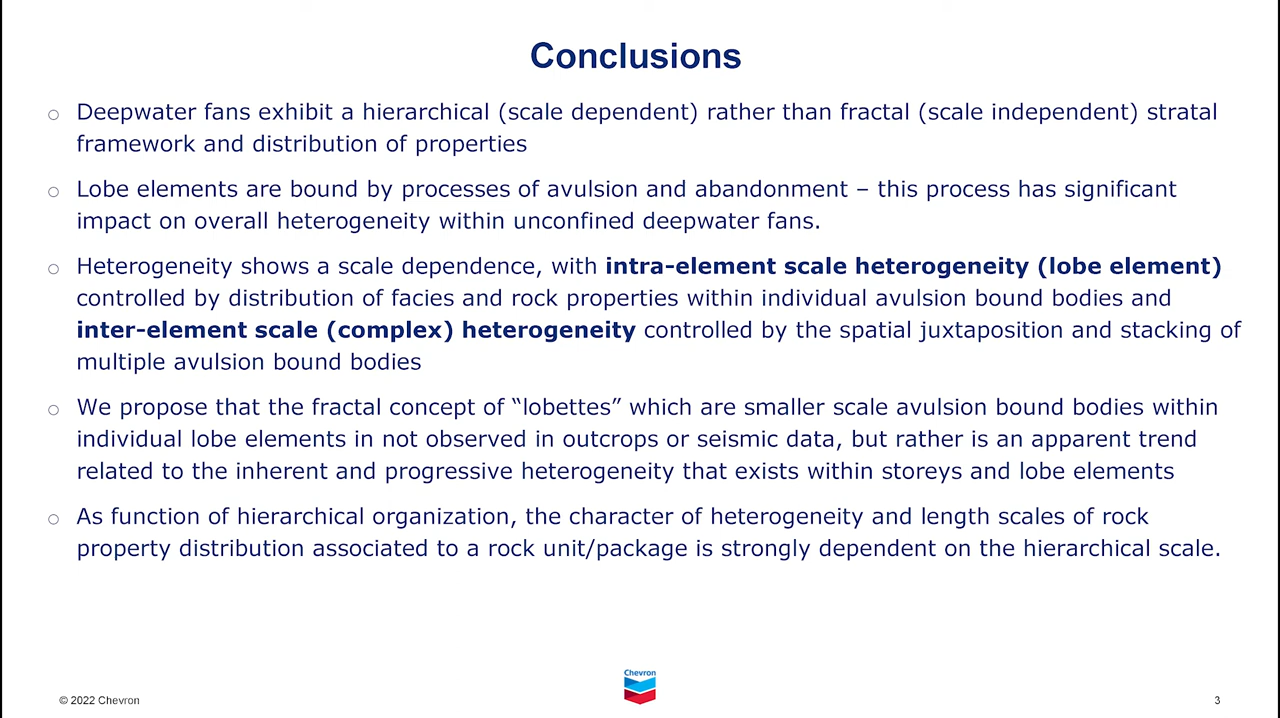 Conclusions
o Deepwater fans exhibit a hierarchical (scale dependent) rather than fractal (scale independent) stratal
framework and distribution of properties
o Lobe elements are bound by processes of avulsion and abandonment – this process has significant
impact on overall heterogeneity within unconfined deepwater fans.
o Heterogeneity shows a scale dependence, with intra-element scale heterogeneity (lobe element)
controlled by distribution of facies and rock properties within individual avulsion bound bodies and
inter-element scale (complex) heterogeneity controlled by the spatial juxtaposition and stacking of
multiple avulsion bound bodies
o We propose that the fractal concept of “lobettes” which are smaller scale avulsion bound bodies within
individual lobe elements in not observed in outcrops or seismic data, but rather is an apparent trend
related to the inherent and progressive heterogeneity that exists within storeys and lobe elements
o As function of hierarchical organization, the character of heterogeneity and length scales of rock
property distribution associated to a rock unit/package is strongly dependent on the hierarchical scale.
Chevron
© 2022 Chevron
3